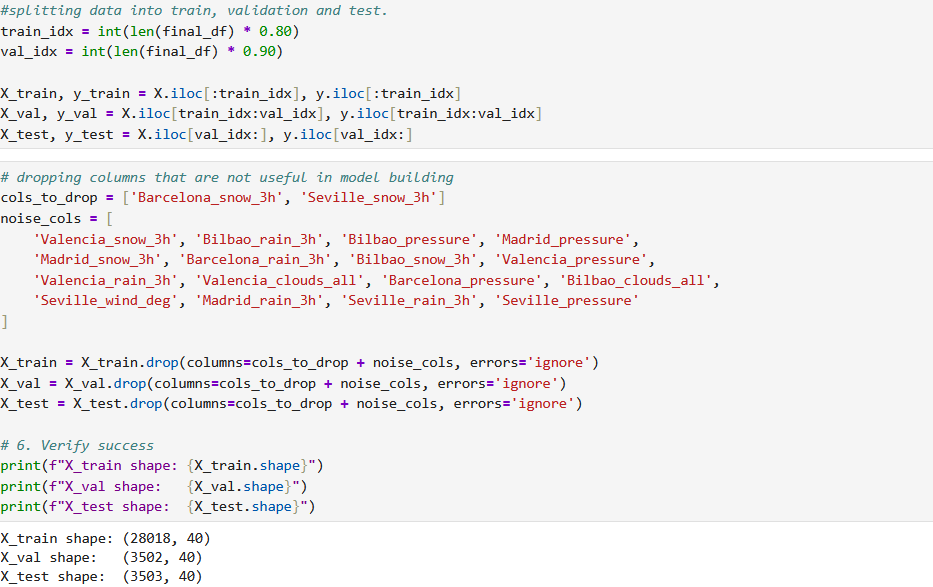 #splitting data into train, validation and test.
train_idx = int(len(final_df) * 0.80)
val_idx = int(len(final_df) * 0.90)
X_train, y_train = X.iloc[:train_idx], y.iloc[:train_idx]
X_val, y_val = X.iloc[train_idx:val_idx], y.iloc[train_idx:val_idx]
X_test, y_test = X.iloc[val_idx:], y.iloc[val_idx:]
# dropping columns that are not useful in model building
cols_to_drop = ['Barcelona_snow_3h', 'Seville_snow_3h']
noise_cols = [
    'Valencia_snow_3h', 'Bilbao_rain_3h', 'Bilbao_pressure', 'Madrid_pressure',
    'Madrid_snow_3h', 'Barcelona_rain_3h', 'Bilbao_snow_3h', 'Valencia_pressure',
    'Valencia_rain_3h', 'Valencia_clouds_all', 'Barcelona_pressure', 'Bilbao_clouds_all',
    'Seville_wind_deg', 'Madrid_rain_3h', 'Seville_rain_3h', 'Seville_pressure'
]
X_train = X_train.drop(columns=cols_to_drop + noise_cols, errors='ignore')
X_val = X_val.drop(columns=cols_to_drop + noise_cols, errors='ignore')
X_test = X_test.drop(columns=cols_to_drop + noise_cols, errors='ignore')
# 6. Verify success
print(f"X_train shape: {X_train.shape}")
print(f"X_val shape:   {X_val.shape}")
print(f"X_test shape:  {X_test.shape}")
X_train shape: (28018, 40)
X_val shape:   (3502, 40)
X_test shape:  (3503, 40)